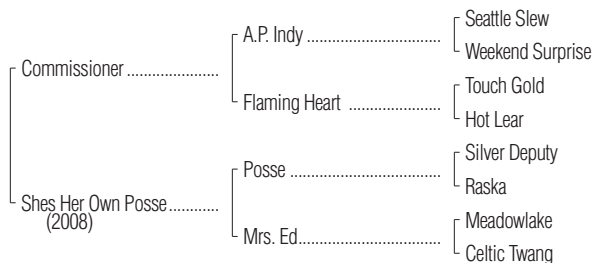 Seattle Slew
A.P. Indy ........................
Weekend Surprise
Commissioner ......................
Touch Gold
Flaming Heart ......................
Hot Lear
Silver Deputy
Posse ....................................
Raska
Shes Her Own Posse ............
(2008)
Meadowlake
Mrs. Ed..................................
Celtic Twang